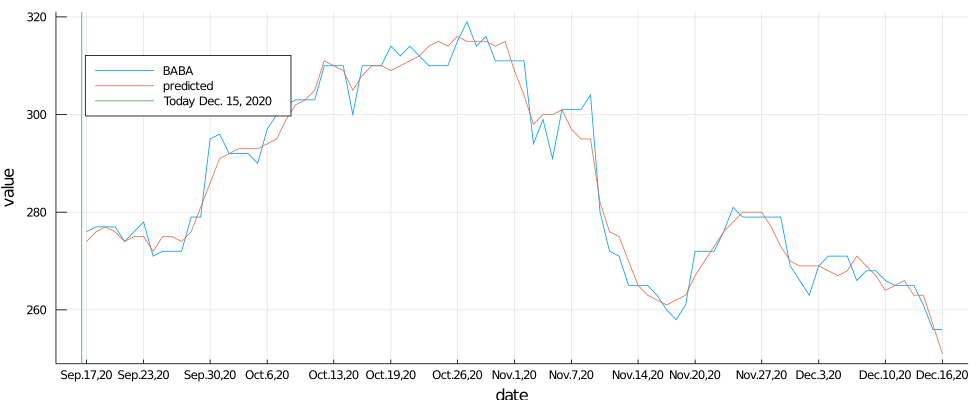 320
300
280
260
value
BABA
predicted
Today Dec. 15, 2020
Sep.17,20 Sep.23,20 Sep.30,20 Oct.6,20 Oct.13,20 Oct.19,20 Oct.26,20 Nov.1,20 Nov.7,20 Nov.14,20 Nov.20,20 Nov.27,20 Dec.3,20 Dec.10,20 Dec.16,20
date